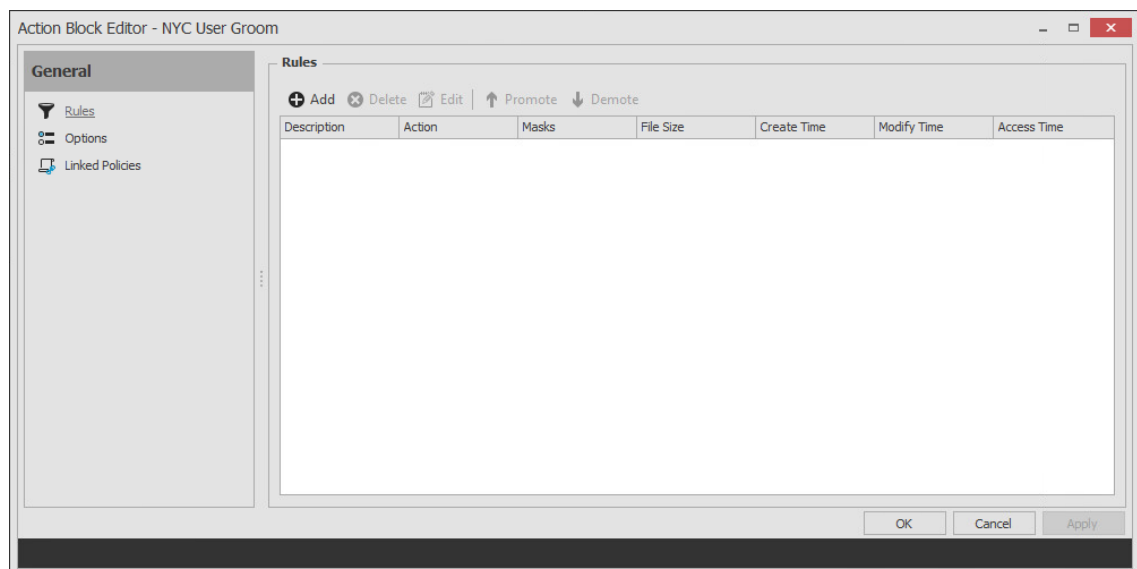 Action Block Editor - NYC User Groom
General
Rules
Options
Linked Policies
Rules
Add Delete Edit Promote Demote
Description Action Masks File Size Create Time Modify Time Access Time
OK Cancel Apply